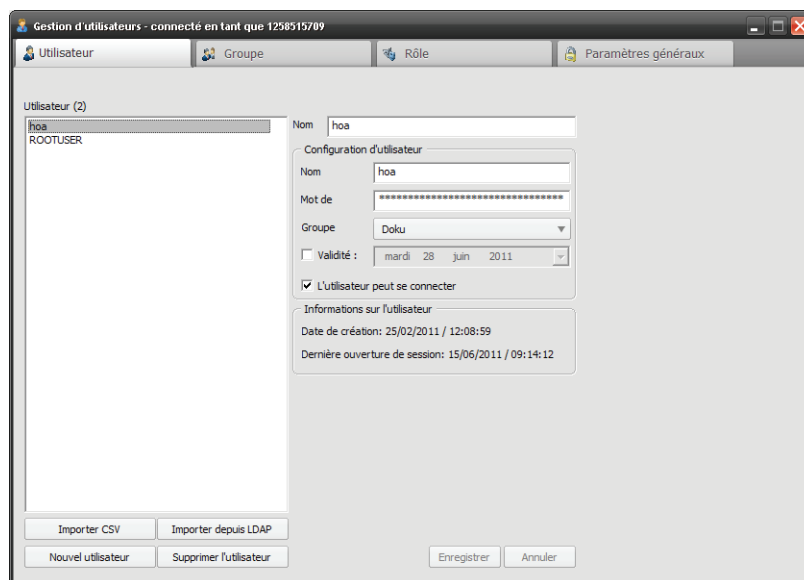 Gestion d'utilisateurs - connecté en tant que 1258515709
Utilisateur
Groupe
Rôle
Paramètres généraux
Utilisateur (2)
hoa
ROOTUSER
Nom hoa
Configuration d'utilisateur
Nom hoa
Mot de ********************************
Groupe Doku
Validité : mardi 28 juin 2011
L'utilisateur peut se connecter
Informations sur l'utilisateur
Date de création: 25/02/2011 / 12:08:59
Dernière ouverture de session: 15/06/2011 / 09:14:12
Importer CSV
Importer depuis LDAP
Nouvel utilisateur
Supprimer l'utilisateur
Enregistrer
Annuler